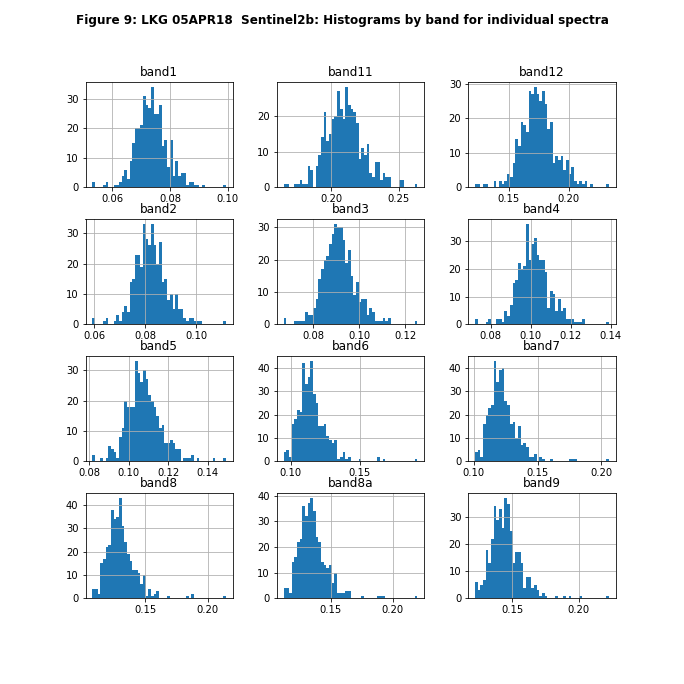 Figure 9: LKG 05APR18  Sentinel2b: Histograms by band for individual spectra
band1 band11 band12
30 20 10 0
20 10 0
30 20 10 0
0.06 0.08 0.10
0.20 0.25
0.15 0.20
band2 band3 band4
30 20 10 0
30 20 10 0
30 20 10 0
0.06 0.08 0.10
0.08 0.10 0.12
0.08 0.10 0.12 0.14
band5 band6 band7
30 20 10 0
40 30 20 10 0
40 30 20 10 0
0.08 0.10 0.12 0.14
0.10 0.15
0.10 0.15 0.20
band8 band8a band9
40 30 20 10 0
40 30 20 10 0
30 20 10 0
0.15 0.20
0.15 0.20
0.15 0.20